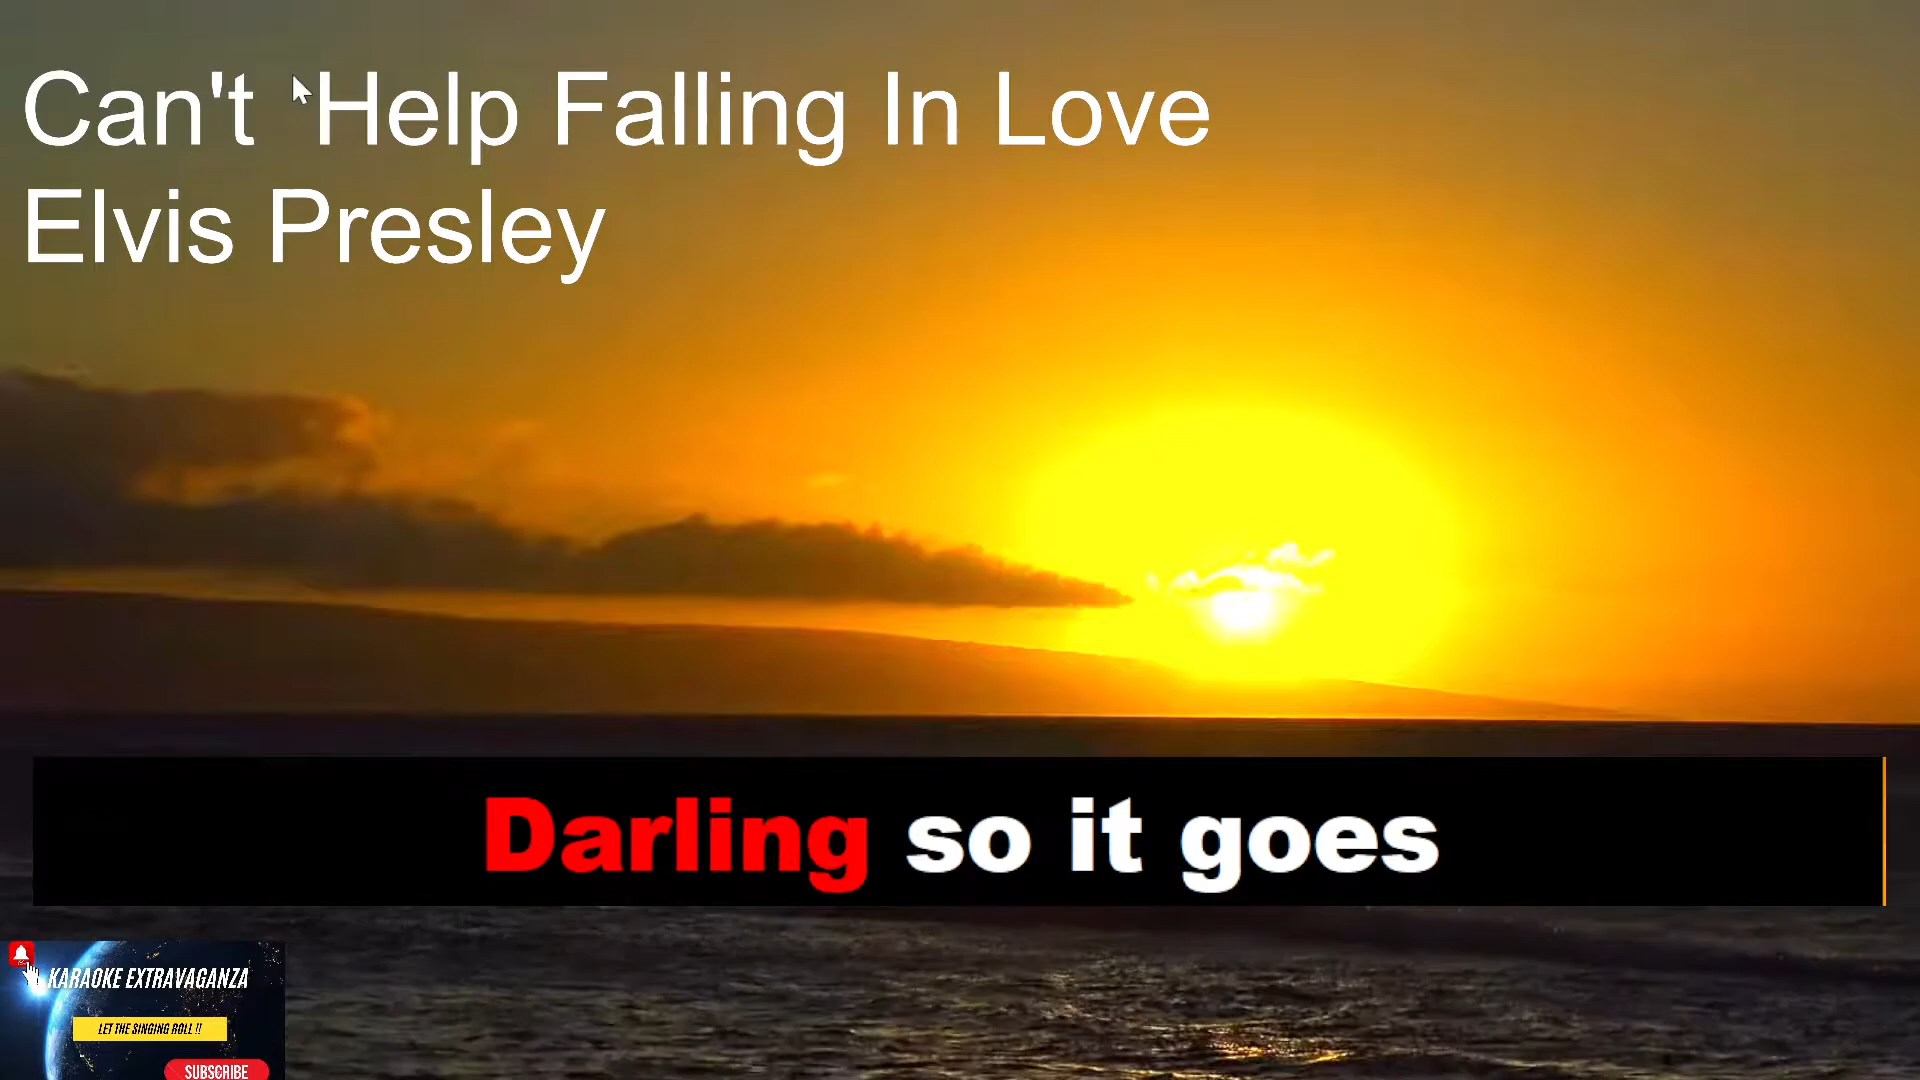 Can't Help Falling In Love
Elvis Presley
Darling so it goes
KARAOKE EXTRAVAGANZA
LET THE SINGING ROLL !!
SUBSCRIBE